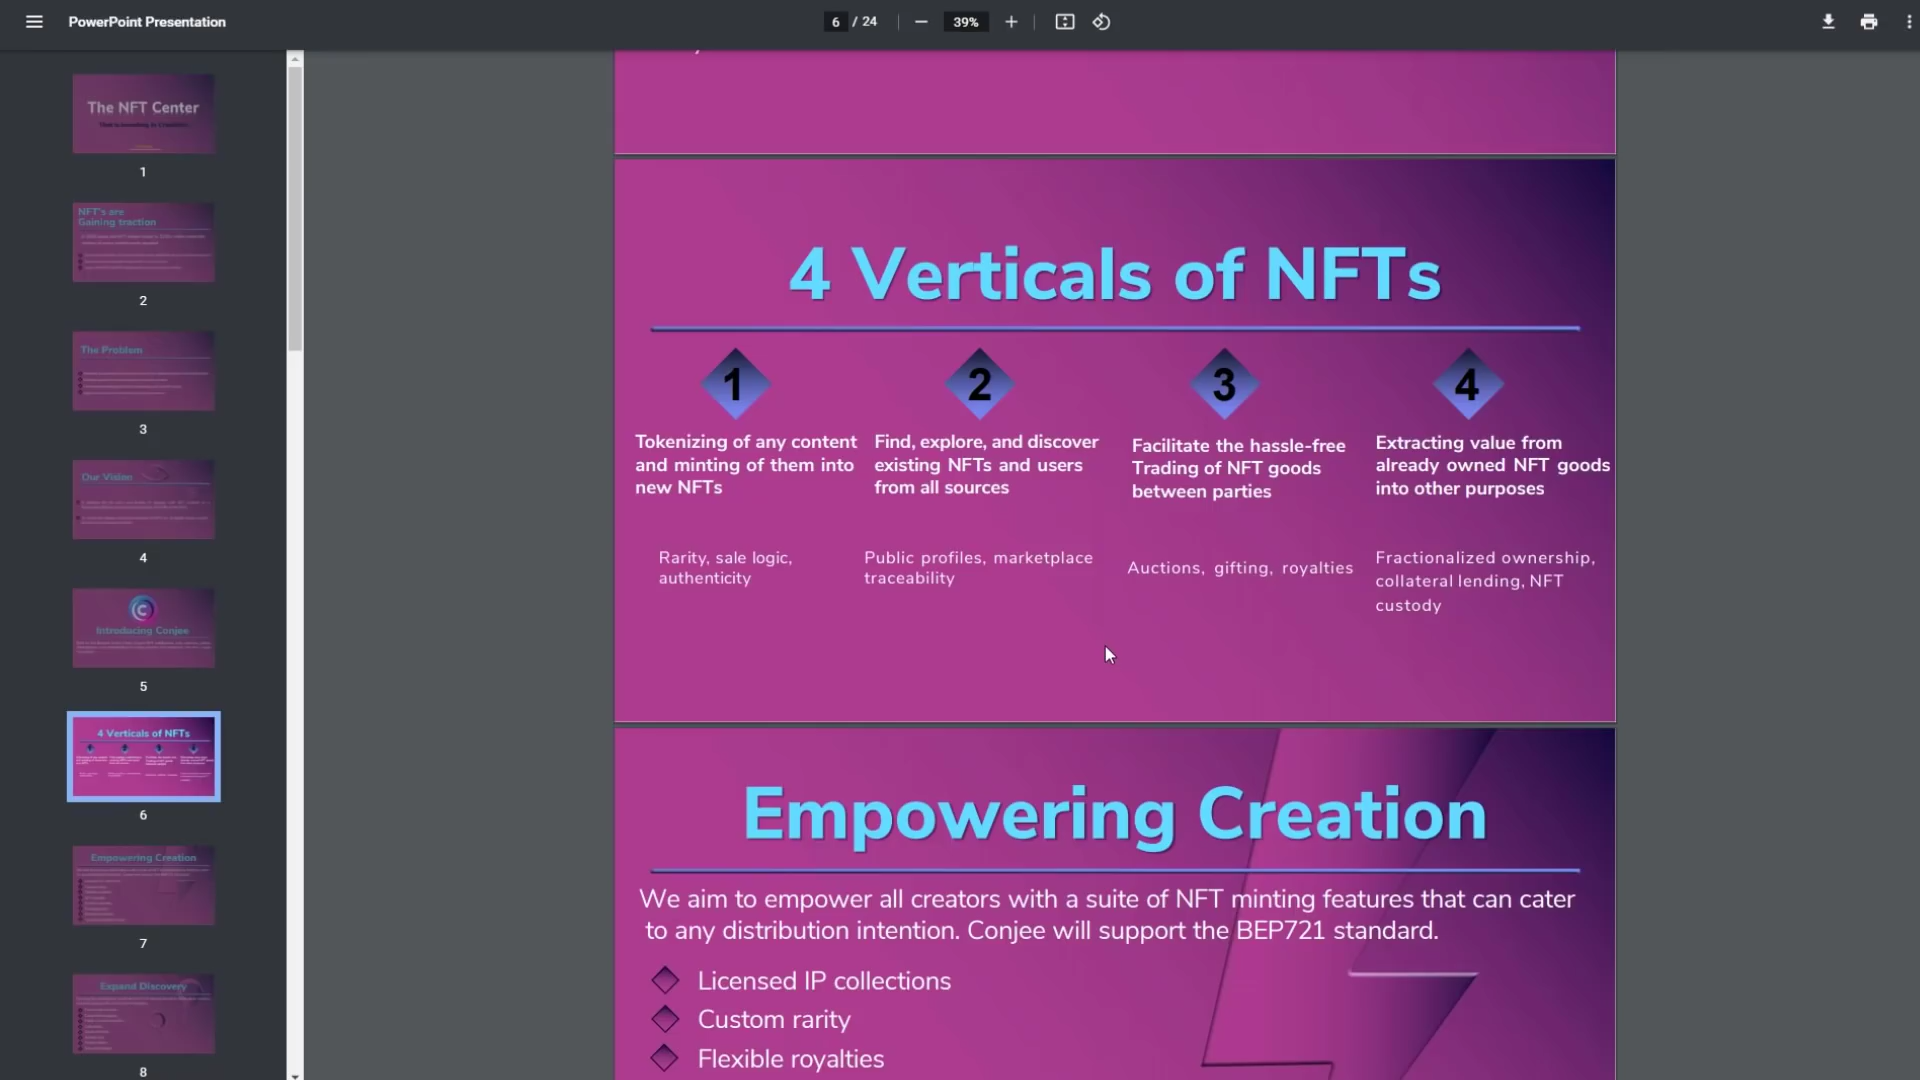 PowerPoint Presentation
6 / 24
39%
The NFT Center
1
NFT's are
Gaining traction
2
The Problem
3
Our Vision
4
C
Introducing Conjee
5
4 Verticals of NFTs
6
Empowering Creation
7
Expand Discovery
8
4 Verticals of NFTs
1
2
3
4
Tokenizing of any content
and minting of them into
new NFTs
Find, explore, and discover
existing NFTs and users
from all sources
Facilitate the hassle-free
Trading of NFT goods
between parties
Extracting value from
already owned NFT goods
into other purposes
Rarity, sale logic,
authenticity
Public profiles, marketplace
traceability
Auctions, gifting, royalties
Fractionalized ownership,
collateral lending, NFT
custody
Empowering Creation
We aim to empower all creators with a suite of NFT minting features that can cater
to any distribution intention. Conjee will support the BEP721 standard.
Licensed IP collections
Custom rarity
Flexible royalties